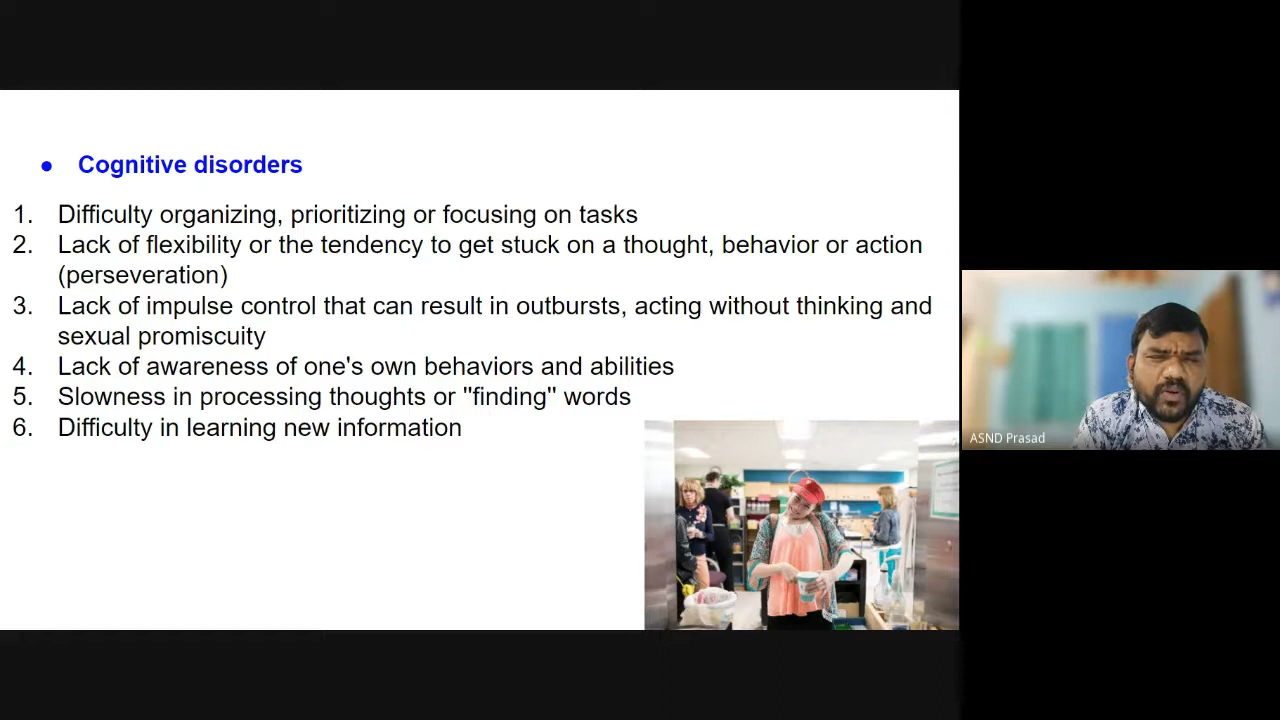 ● Cognitive disorders
1. Difficulty organizing, prioritizing or focusing on tasks
2. Lack of flexibility or the tendency to get stuck on a thought, behavior or action
(perseveration)
3. Lack of impulse control that can result in outbursts, acting without thinking and
sexual promiscuity
4. Lack of awareness of one's own behaviors and abilities
5. Slowness in processing thoughts or "finding" words
6. Difficulty in learning new information
ASND Prasad